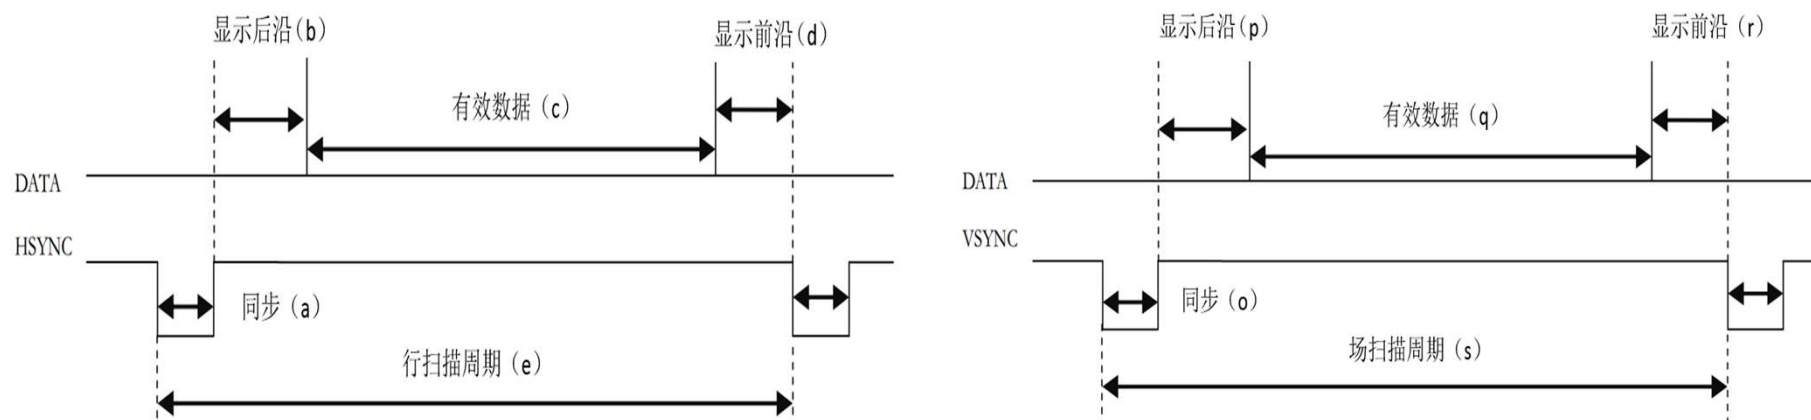 显示后沿(b)
显示前沿(d)
有效数据（c）
DATA
HSYNC
同步（a）
行扫描周期（e）
显示后沿（p）
显示前沿（r）
有效数据（q）
DATA
VSYNC
同步（o）
场扫描周期（s）